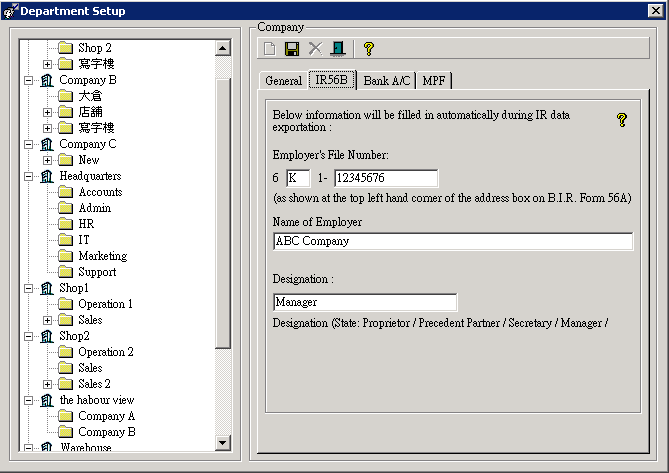 Department Setup
Shop 2
寫字樓
Company B
大倉
店舖
寫字樓
Company C
New
Headquarters
Accounts
Admin
HR
IT
Marketing
Support
Shop1
Operation 1
Sales
Shop2
Operation 2
Sales
Sales 2
the habour view
Company A
Company B
Warehouse
Company
General IR56B Bank A/C MPF
Below information will be filled in automatically during IR data
exportation :
Employer's File Number:
6 K 1- 12345676
(as shown at the top left hand corner of the address box on B.I.R. Form 56A)
Name of Employer
ABC Company
Designation :
Manager
Designation (State: Proprietor / Precedent Partner / Secretary / Manager /